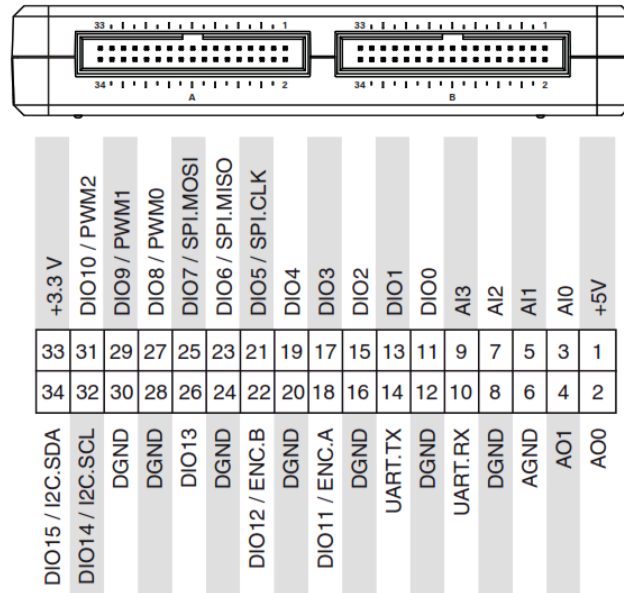 33 1 33 1
34 2 34 2
A B
+3.3 V DIO10 / PWM2 DIO9 / PWM1 DIO8 / PWM0 DIO7 / SPI.MOSI DIO6 / SPI.MISO DIO5 / SPI.CLK DIO4 DIO3 DIO2 DIO1 DIO0 AI3 AI2 AI1 AI0 +5V
33 31 29 27 25 23 21 19 17 15 13 11 9 7 5 3 1
34 32 30 28 26 24 22 20 18 16 14 12 10 8 6 4 2
DIO15 / I2C.SDA DIO14 / I2C.SCL DGND DGND DIO13 DGND DIO12 / ENC.B DGND DIO11 / ENC.A DGND UART.TX DGND UART.RX DGND AGND AO1 AO0